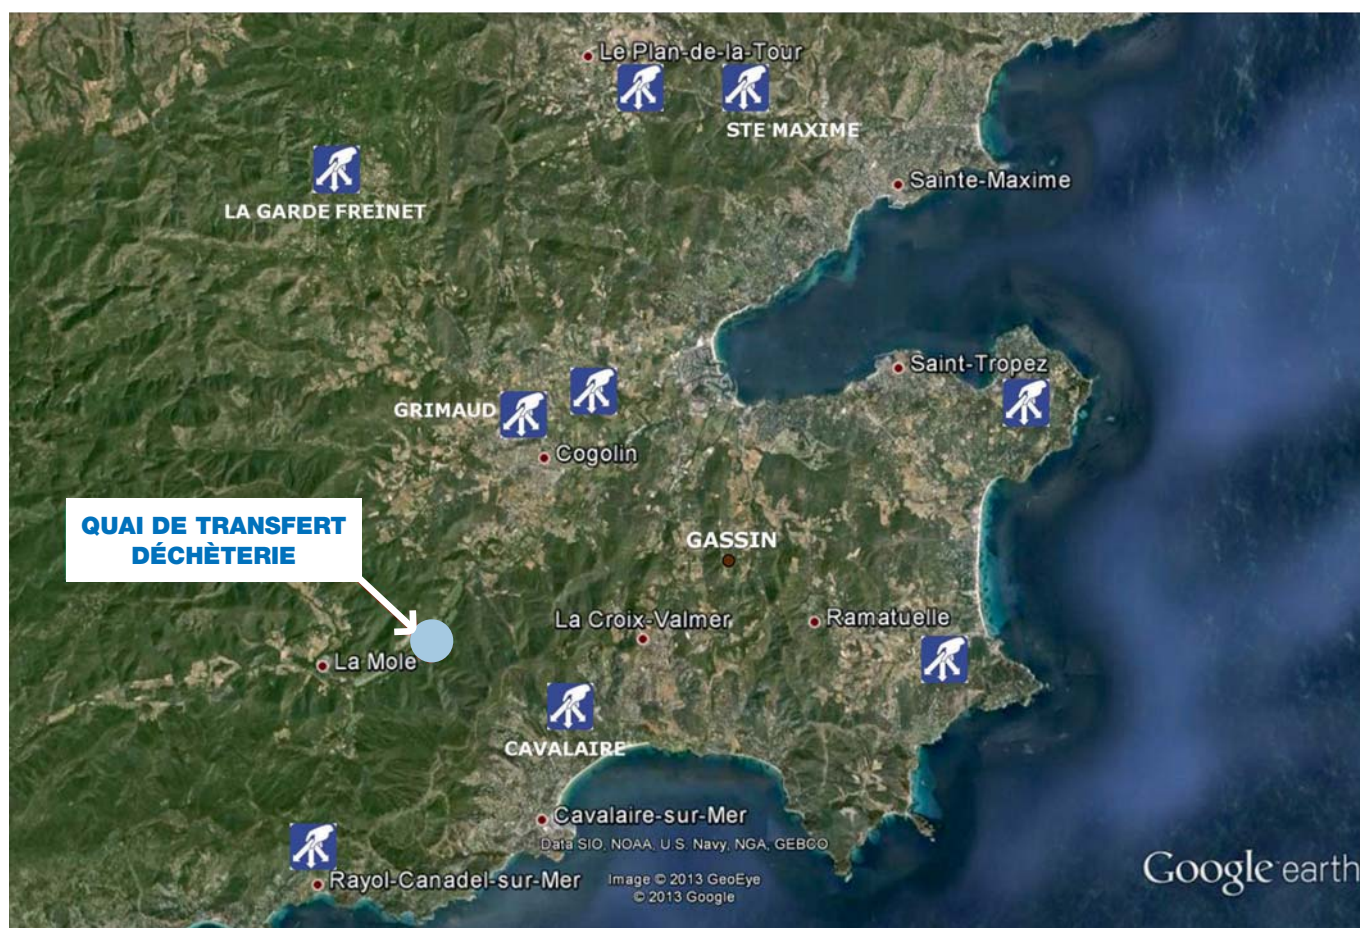 Le Plan-de-la-Tour
STE MAXIME
Sainte-Maxime
LA GARDE FREINET
Saint-Tropez
GRIMAUD
Cogolin
QUAI DE TRANSFERT
DÉCHÈTERIE
GASSIN
La Croix-Valmer
Ramatuelle
La Mole
CAVALAIRE
Cavalaire-sur-Mer
Data SIO, NOAA, U.S. Navy, NGA, GEBCO
Rayol-Canadel-sur-Mer
Image © 2013 GeoEye
© 2013 Google
Google earth